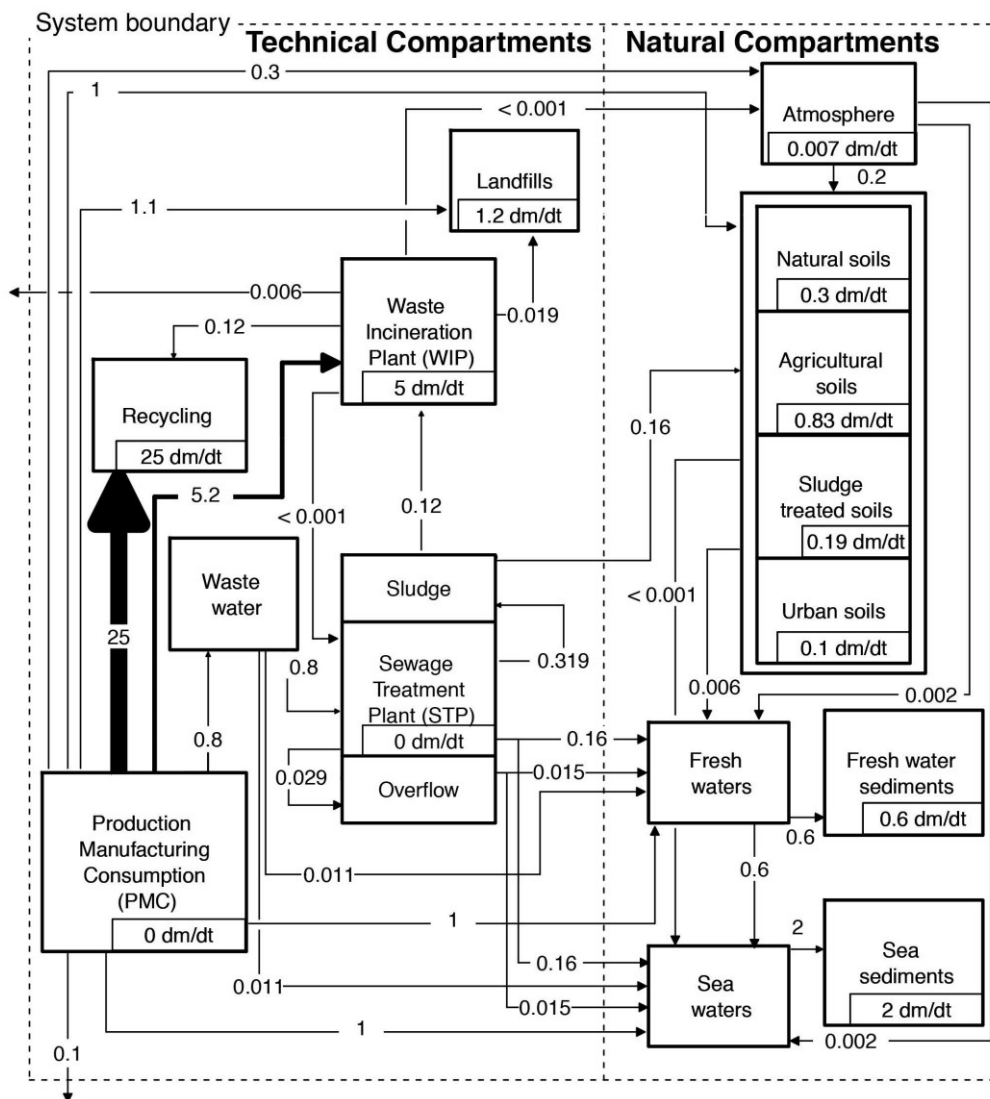 System boundary
Technical Compartments
Natural Compartments
0.3
1
< 0.001
Atmosphere
0.007 dm/dt
0.2
Landfills
1.2 dm/dt
1.1
0.006
0.12
Waste
Incineration
Plant (WIP)
5 dm/dt
0.019
Natural soils
0.3 dm/dt
Agricultural
soils
0.83 dm/dt
Sludge
treated soils
0.19 dm/dt
Urban soils
0.1 dm/dt
Recycling
25 dm/dt
5.2
< 0.001
0.12
0.16
< 0.001
0.006
0.002
Waste
water
25
0.8
0.8
Sludge
Sewage
Treatment
Plant (STP)
0 dm/dt
Overflow
0.319
0.029
0.16
0.015
Fresh
waters
0.6
Fresh water
sediments
0.6 dm/dt
Production
Manufacturing
Consumption
(PMC)
0 dm/dt
0.011
1
0.6
0.16
0.011
0.015
1
Sea
waters
2
Sea
sediments
2 dm/dt
0.002
0.1